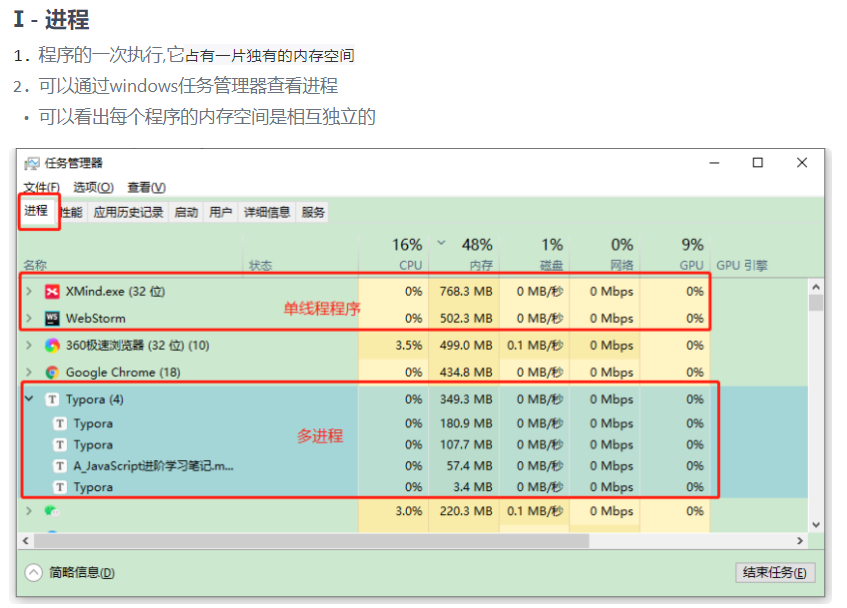 I - 进程
1. 程序的一次执行,它占有一片独有的内存空间
2. 可以通过windows任务管理器查看进程
• 可以看出每个程序的内存空间是相互独立的
任务管理器
文件(F) 选项(O) 查看(V)
进程 性能 应用历史记录 启动 用户 详细信息 服务
16% 48% 1% 0% 9%
名称 状态 CPU 内存 磁盘 网络 GPU GPU 引擎
XMind.exe (32 位) 0% 768.3 MB 0 MB/秒 0 Mbps 0%
单线程程序
WebStorm 0% 502.3 MB 0 MB/秒 0 Mbps 0%
360极速浏览器 (32 位) (10) 3.5% 499.0 MB 0.1 MB/秒 0 Mbps 0%
Google Chrome (18) 0% 434.8 MB 0 MB/秒 0 Mbps 0%
Typora (4) 0% 349.3 MB 0 MB/秒 0 Mbps 0%
Typora 0% 180.9 MB 0 MB/秒 0 Mbps 0%
多进程
Typora 0% 107.7 MB 0 MB/秒 0 Mbps 0%
A_JavaScript进阶学习笔记.m... 0% 57.4 MB 0 MB/秒 0 Mbps 0%
Typora 0% 3.4 MB 0 MB/秒 0 Mbps 0%
3.0% 220.3 MB 0.1 MB/秒 0 Mbps 0%
简略信息(D) 结束任务(E)